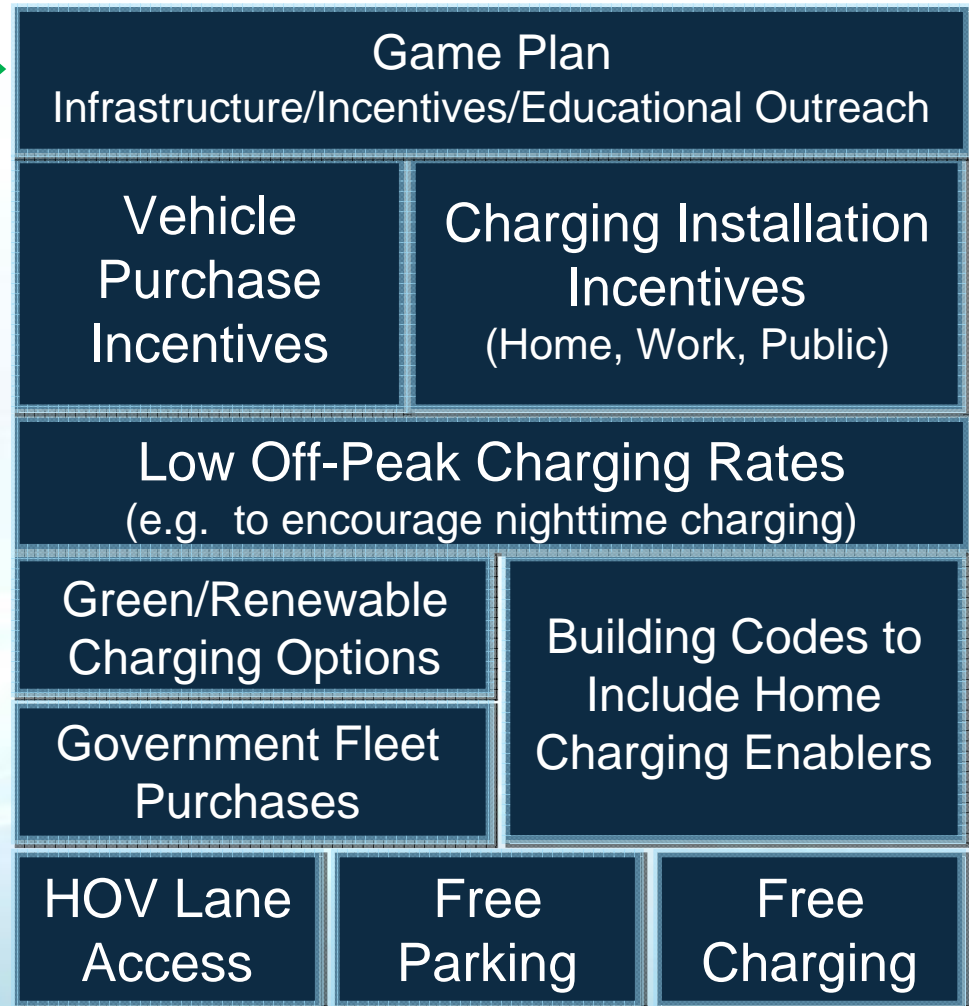 Game Plan
Infrastructure/Incentives/Educational Outreach
Vehicle
Purchase
Incentives
Charging Installation
Incentives
(Home, Work, Public)
Low Off-Peak Charging Rates
(e.g.  to encourage nighttime charging)
Green/Renewable
Charging Options
Government Fleet
Purchases
Building Codes to
Include Home
Charging Enablers
HOV Lane
Access
Free
Parking
Free
Charging